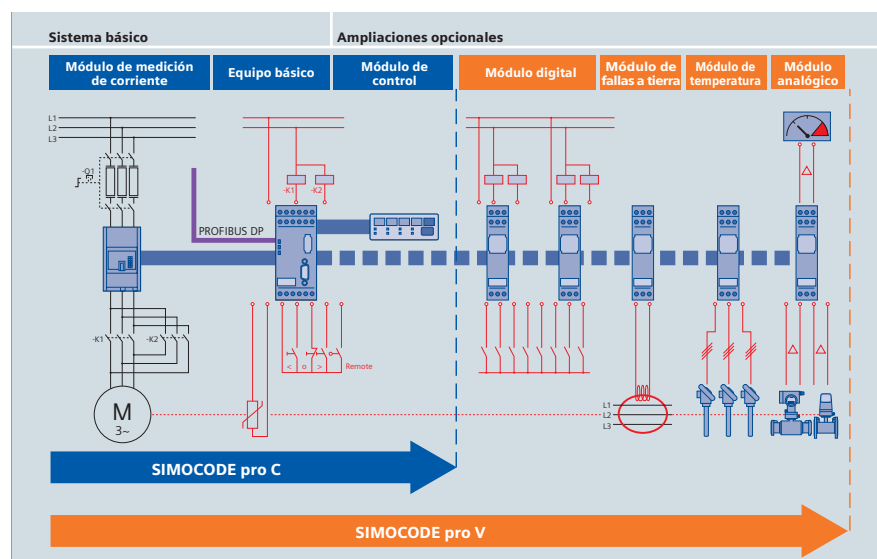 Sistema básico
Ampliaciones opcionales
Módulo de medición
de corriente
Equipo básico
Módulo de
control
Módulo digital
Módulo de
fallas a tierra
Módulo de
temperatura
Módulo
analógico
L1
L2
L3
-Q1
-K1
-K2
PROFIBUS DP
-K1
-K2
< o >
Remote
M
3~
L1
L2
L3
SIMOCODE pro C
SIMOCODE pro V